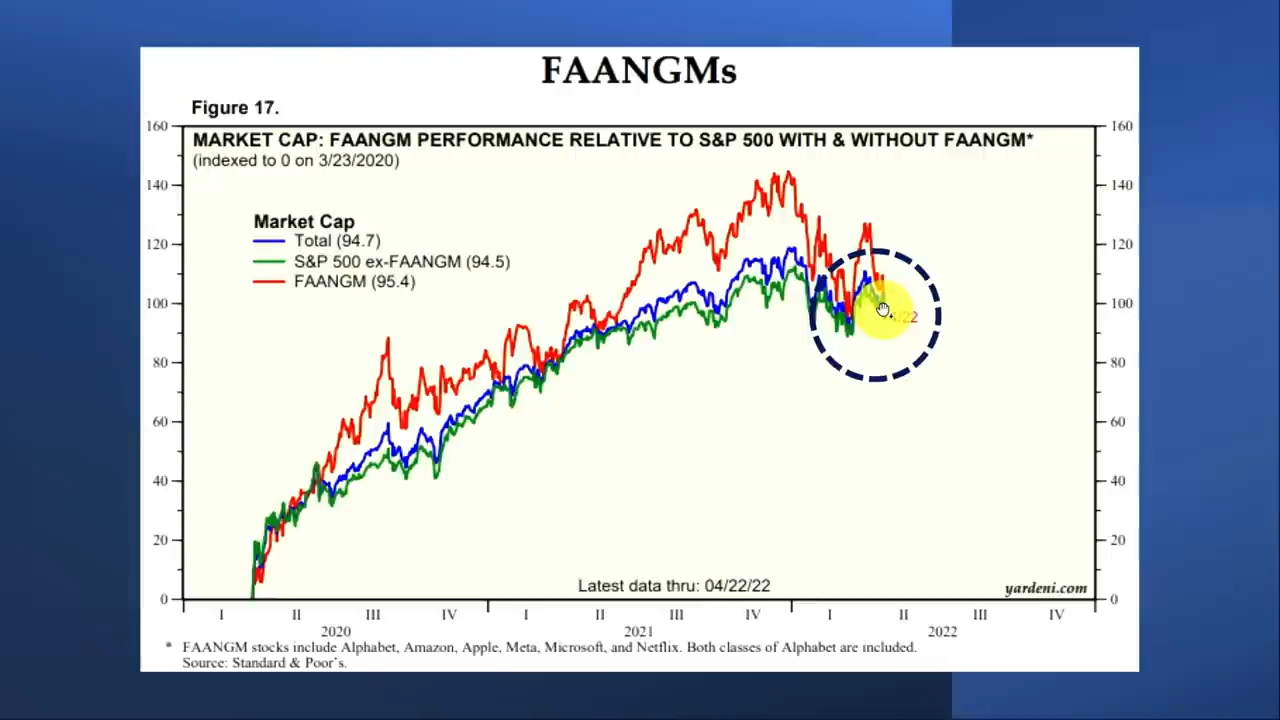 FAANGMs
Figure 17.
160 160
MARKET CAP: FAANGM PERFORMANCE RELATIVE TO S&P 500 WITH & WITHOUT FAANGM*
(indexed to 0 on 3/23/2020)
140 140
Market Cap
Total (94.7)
120 120
S&P 500 ex-FAANGM (94.5)
FAANGM (95.4)
100 100
/22
80 80
60 60
40 40
20 20
Latest data thru: 04/22/22
yardeni.com
0 0
I II III IV I II III IV I II III IV
2020 2021 2022
* FAANGM stocks include Alphabet, Amazon, Apple, Meta, Microsoft, and Netflix. Both classes of Alphabet are included.
Source: Standard & Poor's.